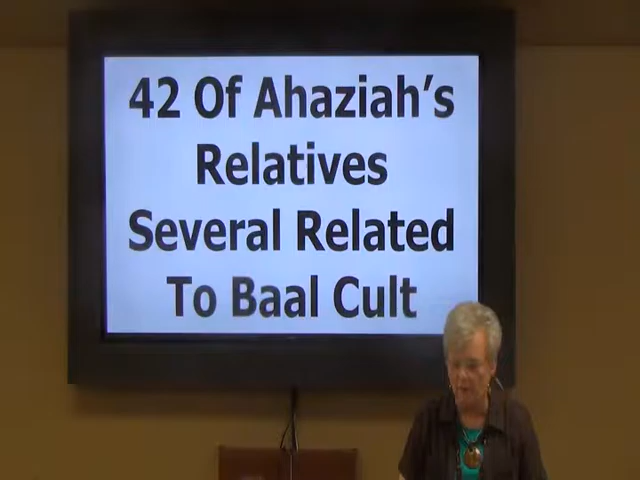 42 Of Ahaziah's
Relatives
Several Related
To Baal Cult